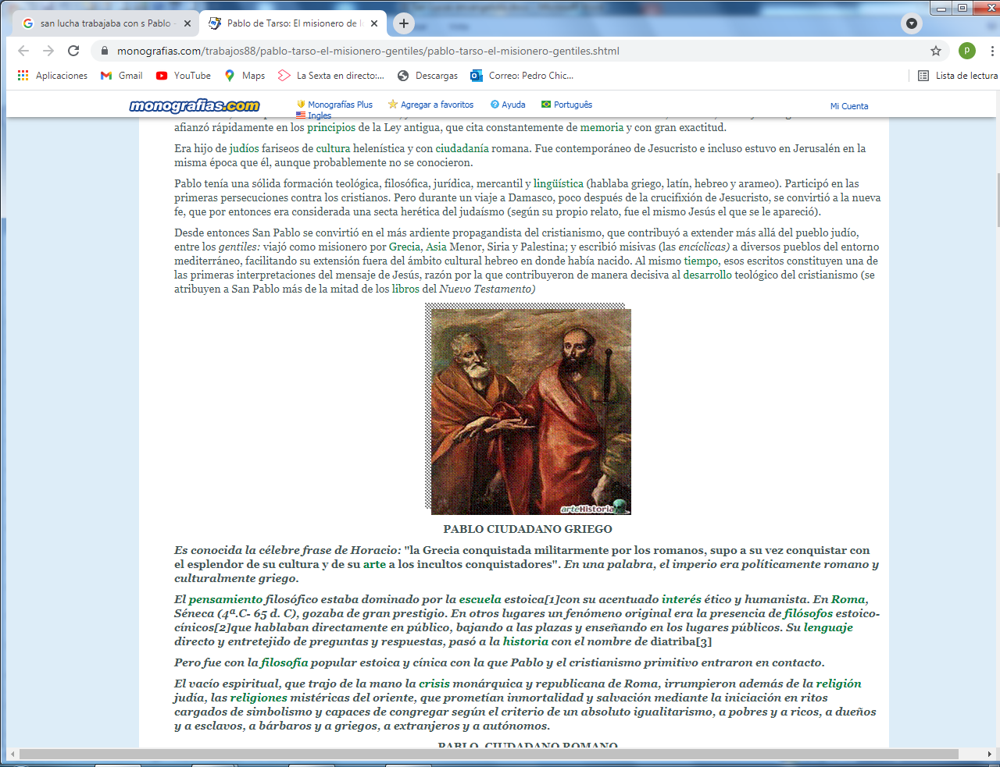 san lucha trabajaba con s Pablo -
Pablo de Tarso: El misionero de l
monografias.com/trabajos88/pablo-tarso-el-misionero-gentiles/pablo-tarso-el-misionero-gentiles.shtml
p
Aplicaciones
Gmail
YouTube
Maps
La Sexta en directo:...
Descargas
Correo: Pedro Chic...
Lista de lectura
monografias.com
Monografías Plus
Agregar a favoritos
Ayuda
Português
Ingles
Mi Cuenta
afianzó rápidamente en los principios de la Ley antigua, que cita constantemente de memoria y con gran exactitud.
Era hijo de judíos fariseos de cultura helenística y con ciudadanía romana. Fue contemporáneo de Jesucristo e incluso estuvo en Jerusalén en la
misma época que él, aunque probablemente no se conocieron.
Pablo tenía una sólida formación teológica, filosófica, jurídica, mercantil y lingüística (hablaba griego, latín, hebreo y arameo). Participó en las
primeras persecuciones contra los cristianos. Pero durante un viaje a Damasco, poco después de la crucifixión de Jesucristo, se convirtió a la nueva
fe, que por entonces era considerada una secta herética del judaísmo (según su propio relato, fue el mismo Jesús el que se le apareció).
Desde entonces San Pablo se convirtió en el más ardiente propagandista del cristianismo, que contribuyó a extender más allá del pueblo judío,
entre los gentiles: viajó como misionero por Grecia, Asia Menor, Siria y Palestina; y escribió misivas (las encíclicas) a diversos pueblos del entorno
mediterráneo, facilitando su extensión fuera del ámbito cultural hebreo en donde había nacido. Al mismo tiempo, esos escritos constituyen una de
las primeras interpretaciones del mensaje de Jesús, razón por la que contribuyeron de manera decisiva al desarrollo teológico del cristianismo (se
atribuyen a San Pablo más de la mitad de los libros del Nuevo Testamento)
arteHistoria
PABLO CIUDADANO GRIEGO
Es conocida la célebre frase de Horacio: "la Grecia conquistada militarmente por los romanos, supo a su vez conquistar con
el esplendor de su cultura y de su arte a los incultos conquistadores". En una palabra, el imperio era políticamente romano y
culturalmente griego.
El pensamiento filosófico estaba dominado por la escuela estoica[1]con su acentuado interés ético y humanista. En Roma,
Séneca (4ª.C- 65 d. C), gozaba de gran prestigio. En otros lugares un fenómeno original era la presencia de filósofos estoico-
cínicos[2]que hablaban directamente en público, bajando a las plazas y enseñando en los lugares públicos. Su lenguaje
directo y entretejido de preguntas y respuestas, pasó a la historia con el nombre de diatriba[3]
Pero fue con la filosofía popular estoica y cínica con la que Pablo y el cristianismo primitivo entraron en contacto.
El vacío espiritual, que trajo de la mano la crisis monárquica y republicana de Roma, irrumpieron además de la religión
judía, las religiones mistéricas del oriente, que prometían inmortalidad y salvación mediante la iniciación en ritos
cargados de simbolismo y capaces de congregar según el criterio de un absoluto igualitarismo, a pobres y a ricos, a dueños
y a esclavos, a bárbaros y a griegos, a extranjeros y a autónomos.
PABLO CIUDADANO ROMANO